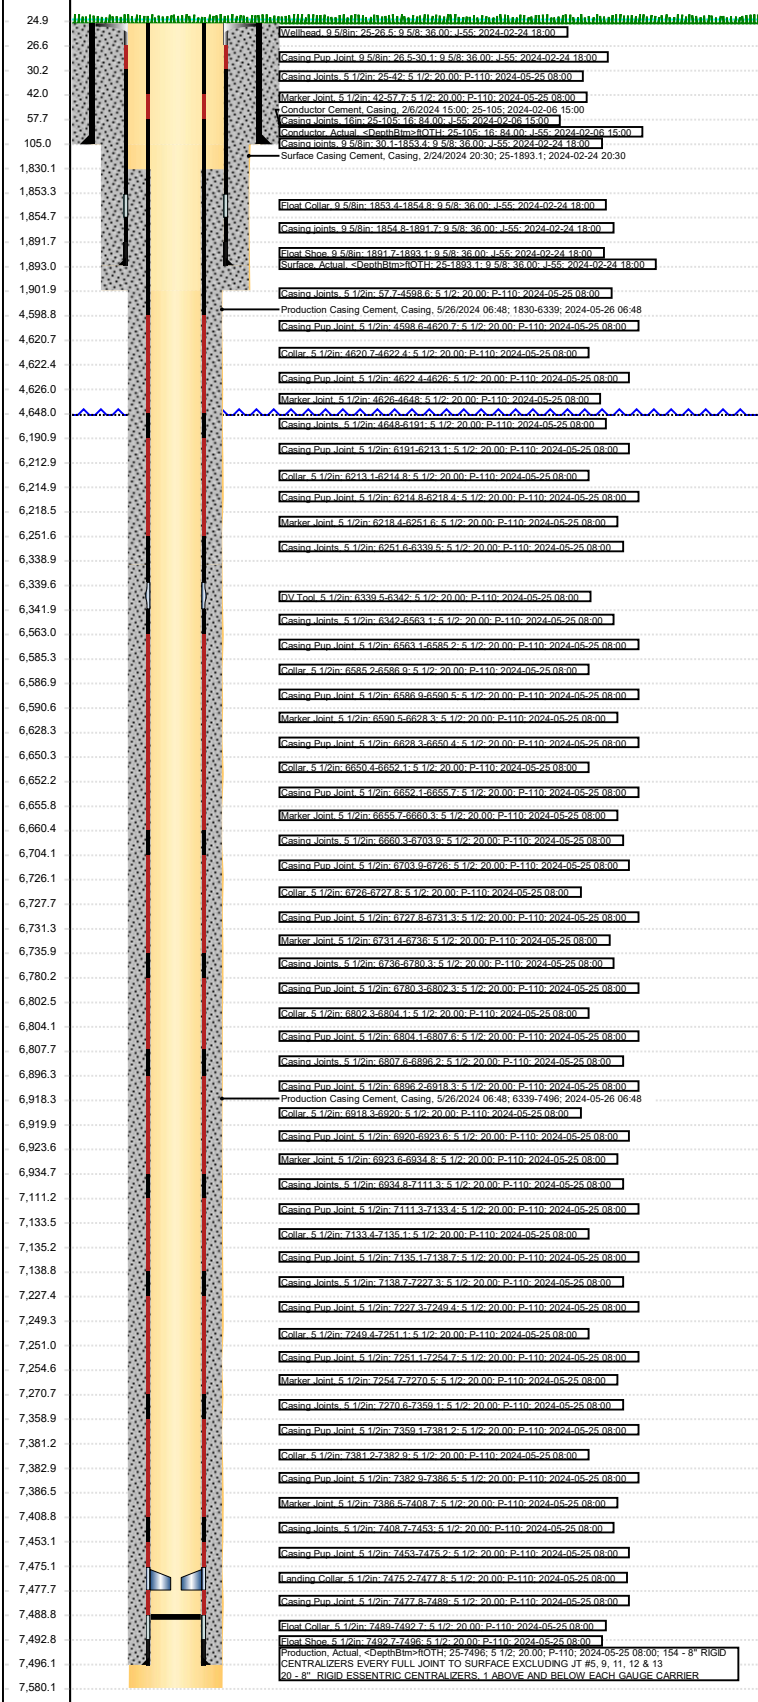 24.9
Wellhead, 9 5/8in; 25-26.5; 9 5/8; 36.00; J-55; 2024-02-24 18:00
26.6
Casing Pup Joint, 9 5/8in; 26.5-30.1; 9 5/8; 36.00; J-55; 2024-02-24 18:00
30.2
Casing Joints, 5 1/2in; 25-42; 5 1/2; 20.00; P-110; 2024-05-25 08:00
42.0
Marker Joint, 5 1/2in; 42-57.7; 5 1/2; 20.00; P-110; 2024-05-25 08:00
Conductor Cement, Casing, 2/6/2024 15:00; 25-105; 2024-02-06 15:00
57.7
Casing Joints, 16in; 25-105; 16; 84.00; J-55; 2024-02-06 15:00
Conductor, Actual, <DepthBtm>ftOTH; 25-105; 16; 84.00; J-55; 2024-02-06 15:00
105.0
Casing joints, 9 5/8in; 30.1-1853.4; 9 5/8; 36.00; J-55; 2024-02-24 18:00
Surface Casing Cement, Casing, 2/24/2024 20:30; 25-1893.1; 2024-02-24 20:30
1,830.1
1,853.3
Float Collar, 9 5/8in; 1853.4-1854.8; 9 5/8; 36.00; J-55; 2024-02-24 18:00
1,854.7
Casing joints, 9 5/8in; 1854.8-1891.7; 9 5/8; 36.00; J-55; 2024-02-24 18:00
1,891.7
Float Shoe, 9 5/8in; 1891.7-1893.1; 9 5/8; 36.00; J-55; 2024-02-24 18:00
1,893.0
Surface, Actual, <DepthBtm>ftOTH; 25-1893.1; 9 5/8; 36.00; J-55; 2024-02-24 18:00
1,901.9
Casing Joints, 5 1/2in; 57.7-4598.6; 5 1/2; 20.00; P-110; 2024-05-25 08:00
Production Casing Cement, Casing, 5/26/2024 06:48; 1830-6339; 2024-05-26 06:48
4,598.8
Casing Pup Joint, 5 1/2in; 4598.6-4620.7; 5 1/2; 20.00; P-110; 2024-05-25 08:00
4,620.7
Collar, 5 1/2in; 4620.7-4622.4; 5 1/2; 20.00; P-110; 2024-05-25 08:00
4,622.4
Casing Pup Joint, 5 1/2in; 4622.4-4626; 5 1/2; 20.00; P-110; 2024-05-25 08:00
4,626.0
Marker Joint, 5 1/2in; 4626-4648; 5 1/2; 20.00; P-110; 2024-05-25 08:00
4,648.0
Casing Joints, 5 1/2in; 4648-6191; 5 1/2; 20.00; P-110; 2024-05-25 08:00
6,190.9
Casing Pup Joint, 5 1/2in; 6191-6213.1; 5 1/2; 20.00; P-110; 2024-05-25 08:00
6,212.9
Collar, 5 1/2in; 6213.1-6214.8; 5 1/2; 20.00; P-110; 2024-05-25 08:00
6,214.9
Casing Pup Joint, 5 1/2in; 6214.8-6218.4; 5 1/2; 20.00; P-110; 2024-05-25 08:00
6,218.5
Marker Joint, 5 1/2in; 6218.4-6251.6; 5 1/2; 20.00; P-110; 2024-05-25 08:00
6,251.6
Casing Joints, 5 1/2in; 6251.6-6339.5; 5 1/2; 20.00; P-110; 2024-05-25 08:00
6,338.9
6,339.6
DV Tool, 5 1/2in; 6339.5-6342; 5 1/2; 20.00; P-110; 2024-05-25 08:00
6,341.9
Casing Joints, 5 1/2in; 6342-6563.1; 5 1/2; 20.00; P-110; 2024-05-25 08:00
6,563.0
Casing Pup Joint, 5 1/2in; 6563.1-6585.2; 5 1/2; 20.00; P-110; 2024-05-25 08:00
6,585.3
Collar, 5 1/2in; 6585.2-6586.9; 5 1/2; 20.00; P-110; 2024-05-25 08:00
6,586.9
Casing Pup Joint, 5 1/2in; 6586.9-6590.5; 5 1/2; 20.00; P-110; 2024-05-25 08:00
6,590.6
Marker Joint, 5 1/2in; 6590.5-6628.3; 5 1/2; 20.00; P-110; 2024-05-25 08:00
6,628.3
Casing Pup Joint, 5 1/2in; 6628.3-6650.4; 5 1/2; 20.00; P-110; 2024-05-25 08:00
6,650.3
Collar, 5 1/2in; 6650.4-6652.1; 5 1/2; 20.00; P-110; 2024-05-25 08:00
6,652.2
Casing Pup Joint, 5 1/2in; 6652.1-6655.7; 5 1/2; 20.00; P-110; 2024-05-25 08:00
6,655.8
Marker Joint, 5 1/2in; 6655.7-6660.3; 5 1/2; 20.00; P-110; 2024-05-25 08:00
6,660.4
Casing Joints, 5 1/2in; 6660.3-6703.9; 5 1/2; 20.00; P-110; 2024-05-25 08:00
6,704.1
Casing Pup Joint, 5 1/2in; 6703.9-6726; 5 1/2; 20.00; P-110; 2024-05-25 08:00
6,726.1
Collar, 5 1/2in; 6726-6727.8; 5 1/2; 20.00; P-110; 2024-05-25 08:00
6,727.7
Casing Pup Joint, 5 1/2in; 6727.8-6731.3; 5 1/2; 20.00; P-110; 2024-05-25 08:00
6,731.3
Marker Joint, 5 1/2in; 6731.4-6736; 5 1/2; 20.00; P-110; 2024-05-25 08:00
6,735.9
Casing Joints, 5 1/2in; 6736-6780.3; 5 1/2; 20.00; P-110; 2024-05-25 08:00
6,780.2
Casing Pup Joint, 5 1/2in; 6780.3-6802.3; 5 1/2; 20.00; P-110; 2024-05-25 08:00
6,802.5
Collar, 5 1/2in; 6802.3-6804.1; 5 1/2; 20.00; P-110; 2024-05-25 08:00
6,804.1
Casing Pup Joint, 5 1/2in; 6804.1-6807.6; 5 1/2; 20.00; P-110; 2024-05-25 08:00
6,807.7
Casing Joints, 5 1/2in; 6807.6-6896.2; 5 1/2; 20.00; P-110; 2024-05-25 08:00
6,896.3
Casing Pup Joint, 5 1/2in; 6896.2-6918.3; 5 1/2; 20.00; P-110; 2024-05-25 08:00
6,918.3
Production Casing Cement, Casing, 5/26/2024 06:48; 6339-7496; 2024-05-26 06:48
Collar, 5 1/2in; 6918.3-6920; 5 1/2; 20.00; P-110; 2024-05-25 08:00
6,919.9
Casing Pup Joint, 5 1/2in; 6920-6923.6; 5 1/2; 20.00; P-110; 2024-05-25 08:00
6,923.6
Marker Joint, 5 1/2in; 6923.6-6934.8; 5 1/2; 20.00; P-110; 2024-05-25 08:00
6,934.7
Casing Joints, 5 1/2in; 6934.8-7111.3; 5 1/2; 20.00; P-110; 2024-05-25 08:00
7,111.2
Casing Pup Joint, 5 1/2in; 7111.3-7133.4; 5 1/2; 20.00; P-110; 2024-05-25 08:00
7,133.5
Collar, 5 1/2in; 7133.4-7135.1; 5 1/2; 20.00; P-110; 2024-05-25 08:00
7,135.2
Casing Pup Joint, 5 1/2in; 7135.1-7138.7; 5 1/2; 20.00; P-110; 2024-05-25 08:00
7,138.8
Casing Joints, 5 1/2in; 7138.7-7227.3; 5 1/2; 20.00; P-110; 2024-05-25 08:00
7,227.4
Casing Pup Joint, 5 1/2in; 7227.3-7249.4; 5 1/2; 20.00; P-110; 2024-05-25 08:00
7,249.3
Collar, 5 1/2in; 7249.4-7251.1; 5 1/2; 20.00; P-110; 2024-05-25 08:00
7,251.0
Casing Pup Joint, 5 1/2in; 7251.1-7254.7; 5 1/2; 20.00; P-110; 2024-05-25 08:00
7,254.6
Marker Joint, 5 1/2in; 7254.7-7270.5; 5 1/2; 20.00; P-110; 2024-05-25 08:00
7,270.7
Casing Joints, 5 1/2in; 7270.6-7359.1; 5 1/2; 20.00; P-110; 2024-05-25 08:00
7,358.9
Casing Pup Joint, 5 1/2in; 7359.1-7381.2; 5 1/2; 20.00; P-110; 2024-05-25 08:00
7,381.2
Collar, 5 1/2in; 7381.2-7382.9; 5 1/2; 20.00; P-110; 2024-05-25 08:00
7,382.9
Casing Pup Joint, 5 1/2in; 7382.9-7386.5; 5 1/2; 20.00; P-110; 2024-05-25 08:00
7,386.5
Marker Joint, 5 1/2in; 7386.5-7408.7; 5 1/2; 20.00; P-110; 2024-05-25 08:00
7,408.8
Casing Joints, 5 1/2in; 7408.7-7453; 5 1/2; 20.00; P-110; 2024-05-25 08:00
7,453.1
Casing Pup Joint, 5 1/2in; 7453-7475.2; 5 1/2; 20.00; P-110; 2024-05-25 08:00
7,475.1
Landing Collar, 5 1/2in; 7475.2-7477.8; 5 1/2; 20.00; P-110; 2024-05-25 08:00
7,477.7
Casing Pup Joint, 5 1/2in; 7477.8-7489; 5 1/2; 20.00; P-110; 2024-05-25 08:00
7,488.8
Float Collar, 5 1/2in; 7489-7492.7; 5 1/2; 20.00; P-110; 2024-05-25 08:00
7,492.8
Float Shoe, 5 1/2in; 7492.7-7496; 5 1/2; 20.00; P-110; 2024-05-25 08:00
Production, Actual, <DepthBtm>ftOTH; 25-7496; 5 1/2; 20.00; P-110; 2024-05-25 08:00; 154 - 8" RIGID
7,496.1
CENTRALIZERS EVERY FULL JOINT TO SURFACE EXCLUDING JT #5, 9, 11, 12 & 13
20 - 8" RIGID ESSENTRIC CENTRALIZERS, 1 ABOVE AND BELOW EACH GAUGE CARRIER
7,580.1